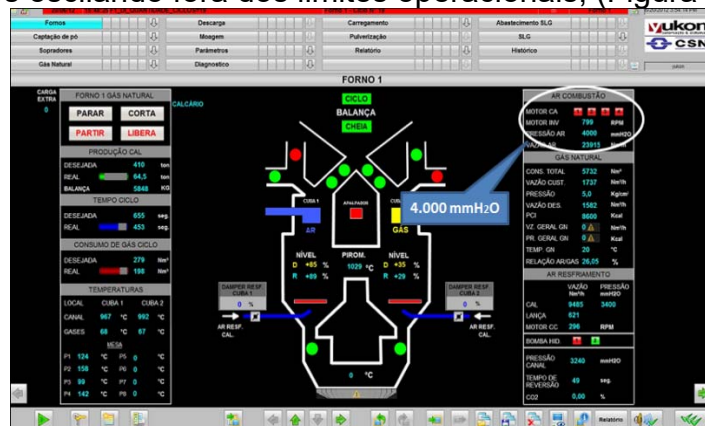 oscilando fora dos limites operacionais, (Figura
Fornos Descarga Carregamento Abastecimento SLG
Captação de pó Moagem Pulverização SLG
Sopradores Parâmetros Relatório Histórico
Gás Natural Diagnostico
yukon
CSN
FORNO 1
CARGA EXTRA
0
FORNO 1 GÁS NATURAL
PARAR CORTA
PARTIR LIBERA
CALCÁRIO
PRODUÇÃO CAL
DESEJADA 410 ton
REAL 64,5 ton
BALANÇA 5848 KG
TEMPO CICLO
DESEJADA 655 seg.
REAL 453 seg.
CONSUMO DE GÁS CICLO
DESEJADA 279 Nm³
REAL 198 Nm³
TEMPERATURAS
LOCAL CUBA 1 CUBA 2
CANAL 967 °C 992 °C
GASES 68 °C 67 °C
MESA
P1 124 °C P5 0 °C
P2 158 °C P6 0 °C
P3 99 °C P7 0 °C
P4 142 °C P8 0 °C
CICLO
BALANÇA
CHEIA
CUBA 1
APALPADOR
AR
GÁS
NÍVEL
D +85 %
R +89 %
PIROM.
1029 °C
NÍVEL
D +35 %
R +29 %
DAMPER RESF
CUBA 1
0 %
AR RESF.
CAL.
DAMPER RESF
CUBA 2
0 %
AR RESF.
CAL.
0 °C
4.000 mmH2O
AR COMBUSTÃO
MOTOR CA
MOTOR INV 799 RPM
PRESSÃO AR 4000 mmH2O
VAZÃO AR 23915 Nm³/h
GÁS NATURAL
CONS. TOTAL 5732 Nm³
VAZÃO CUST. 1737 Nm³/h
PRESSÃO 5,0 Kg/cm²
VAZÃO DES. 1582 Nm³/h
PCI 8600 Kcal
VZ. GERAL GN 0 Nm³/h
PR. GERAL GN 0 Kcal
TEMP. GN 20 °C
RELAÇÃO AR/GAS 26,05 %
AR RESFRIAMENTO
VAZÃO Nm³/h PRESSÃO mmH2O
CAL 9485 3400
LANÇA 621
MOTOR CC 296 RPM
BOMBA HID.
PRESSÃO CANAL 3240 mmH2O
TEMPO DE REVERSÃO 49 seg.
CO2 0,00 %
Relatório